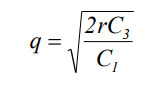 q = √(2rC₃ / C₁)